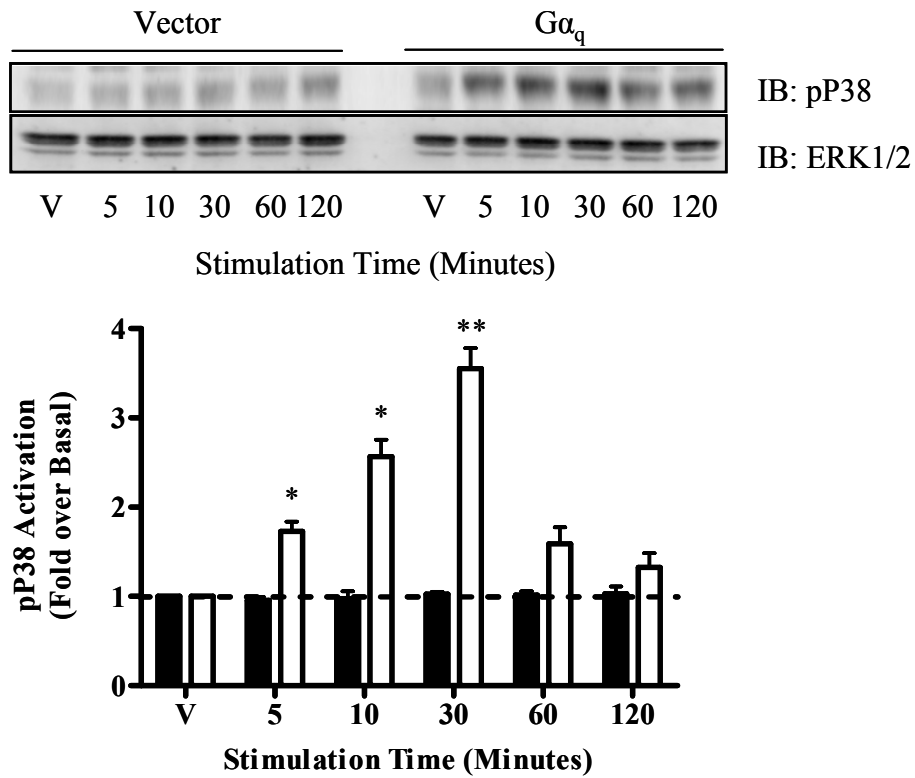 Vector Gαq
IB: pP38
IB: ERK1/2
V 5 10 30 60 120 V 5 10 30 60 120
Stimulation Time (Minutes)
pP38 Activation
(Fold over Basal)
4
3
2
1
0
**
*
*
V 5 10 30 60 120
Stimulation Time (Minutes)